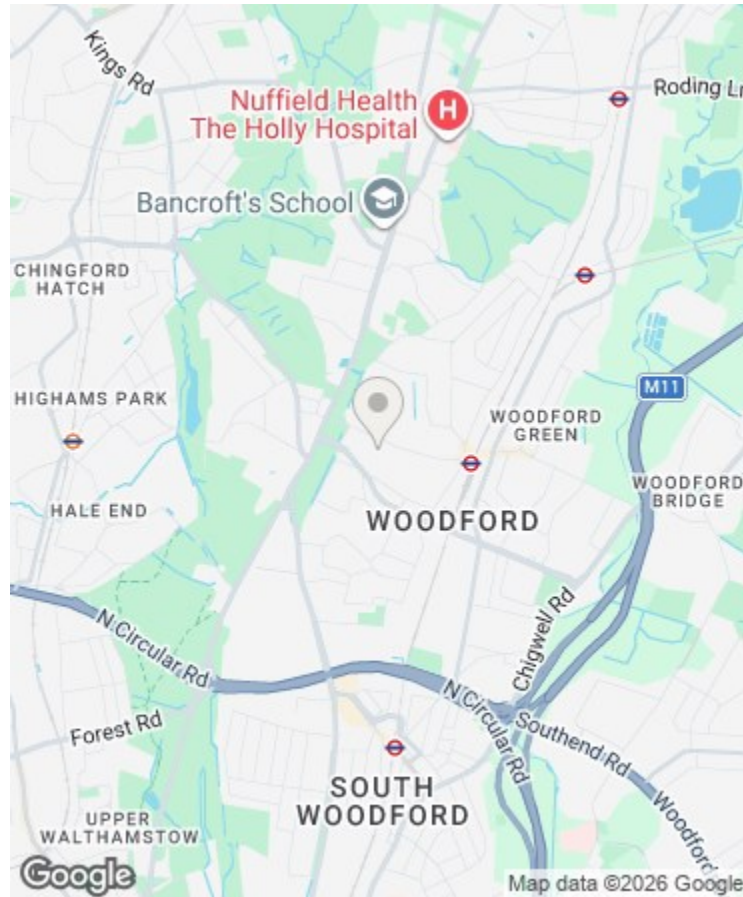 Kings Rd
Nuffield Health
The Holly Hospital
H
Roding Ln
Bancroft's School
CHINGFORD
HATCH
M11
HIGHAMS PARK
WOODFORD
GREEN
WOODFORD
BRIDGE
HALE END
WOODFORD
Chigwell Rd
N Circular Rd
N Circular Rd
Southend Rd
Woodford
Forest Rd
SOUTH
WOODFORD
UPPER
WALTHAMSTOW
Google
Map data ©2026 Google